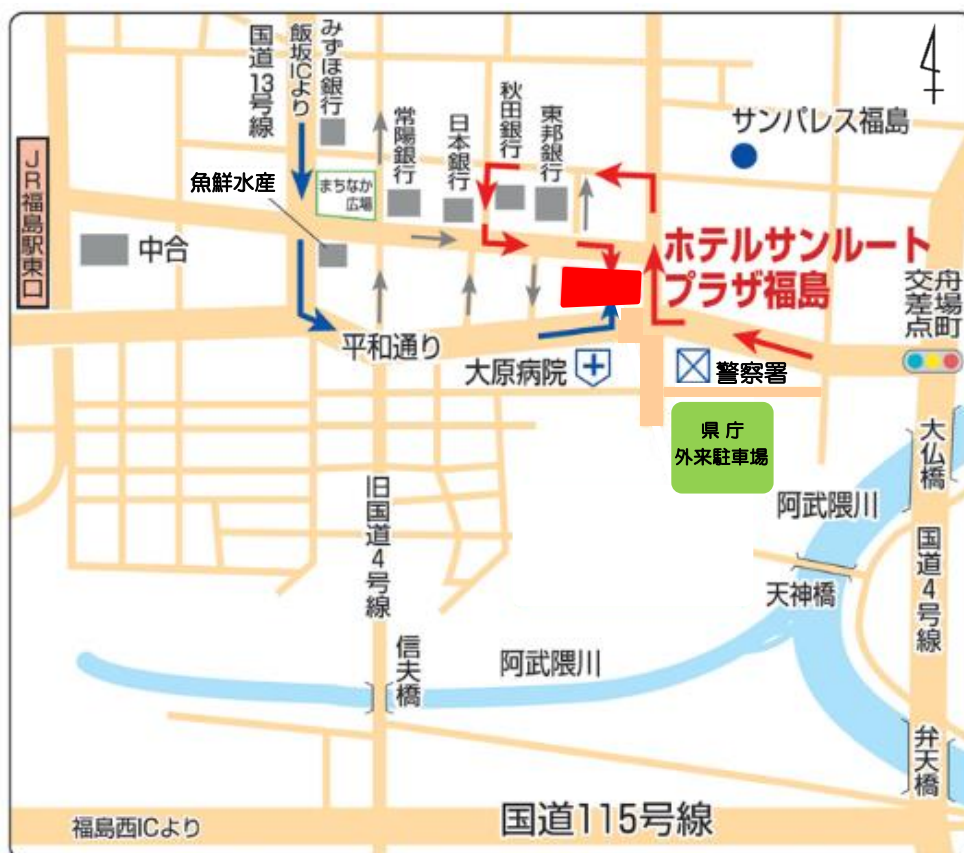 みずほ銀行
飯坂ICより
国道13号線
JR福島駅東口
中合
魚鮮水産
まちなか
広場
常陽銀行
日本銀行
秋田銀行
東邦銀行
サンパレス福島
ホテルサンルート
プラザ福島
舟場町
交差点
平和通り
大原病院
警察署
県庁
外来駐車場
大仏橋
阿武隈川
国道4号線
天神橋
旧国道4号線
信夫橋
阿武隈川
弁天橋
福島西ICより
国道115号線